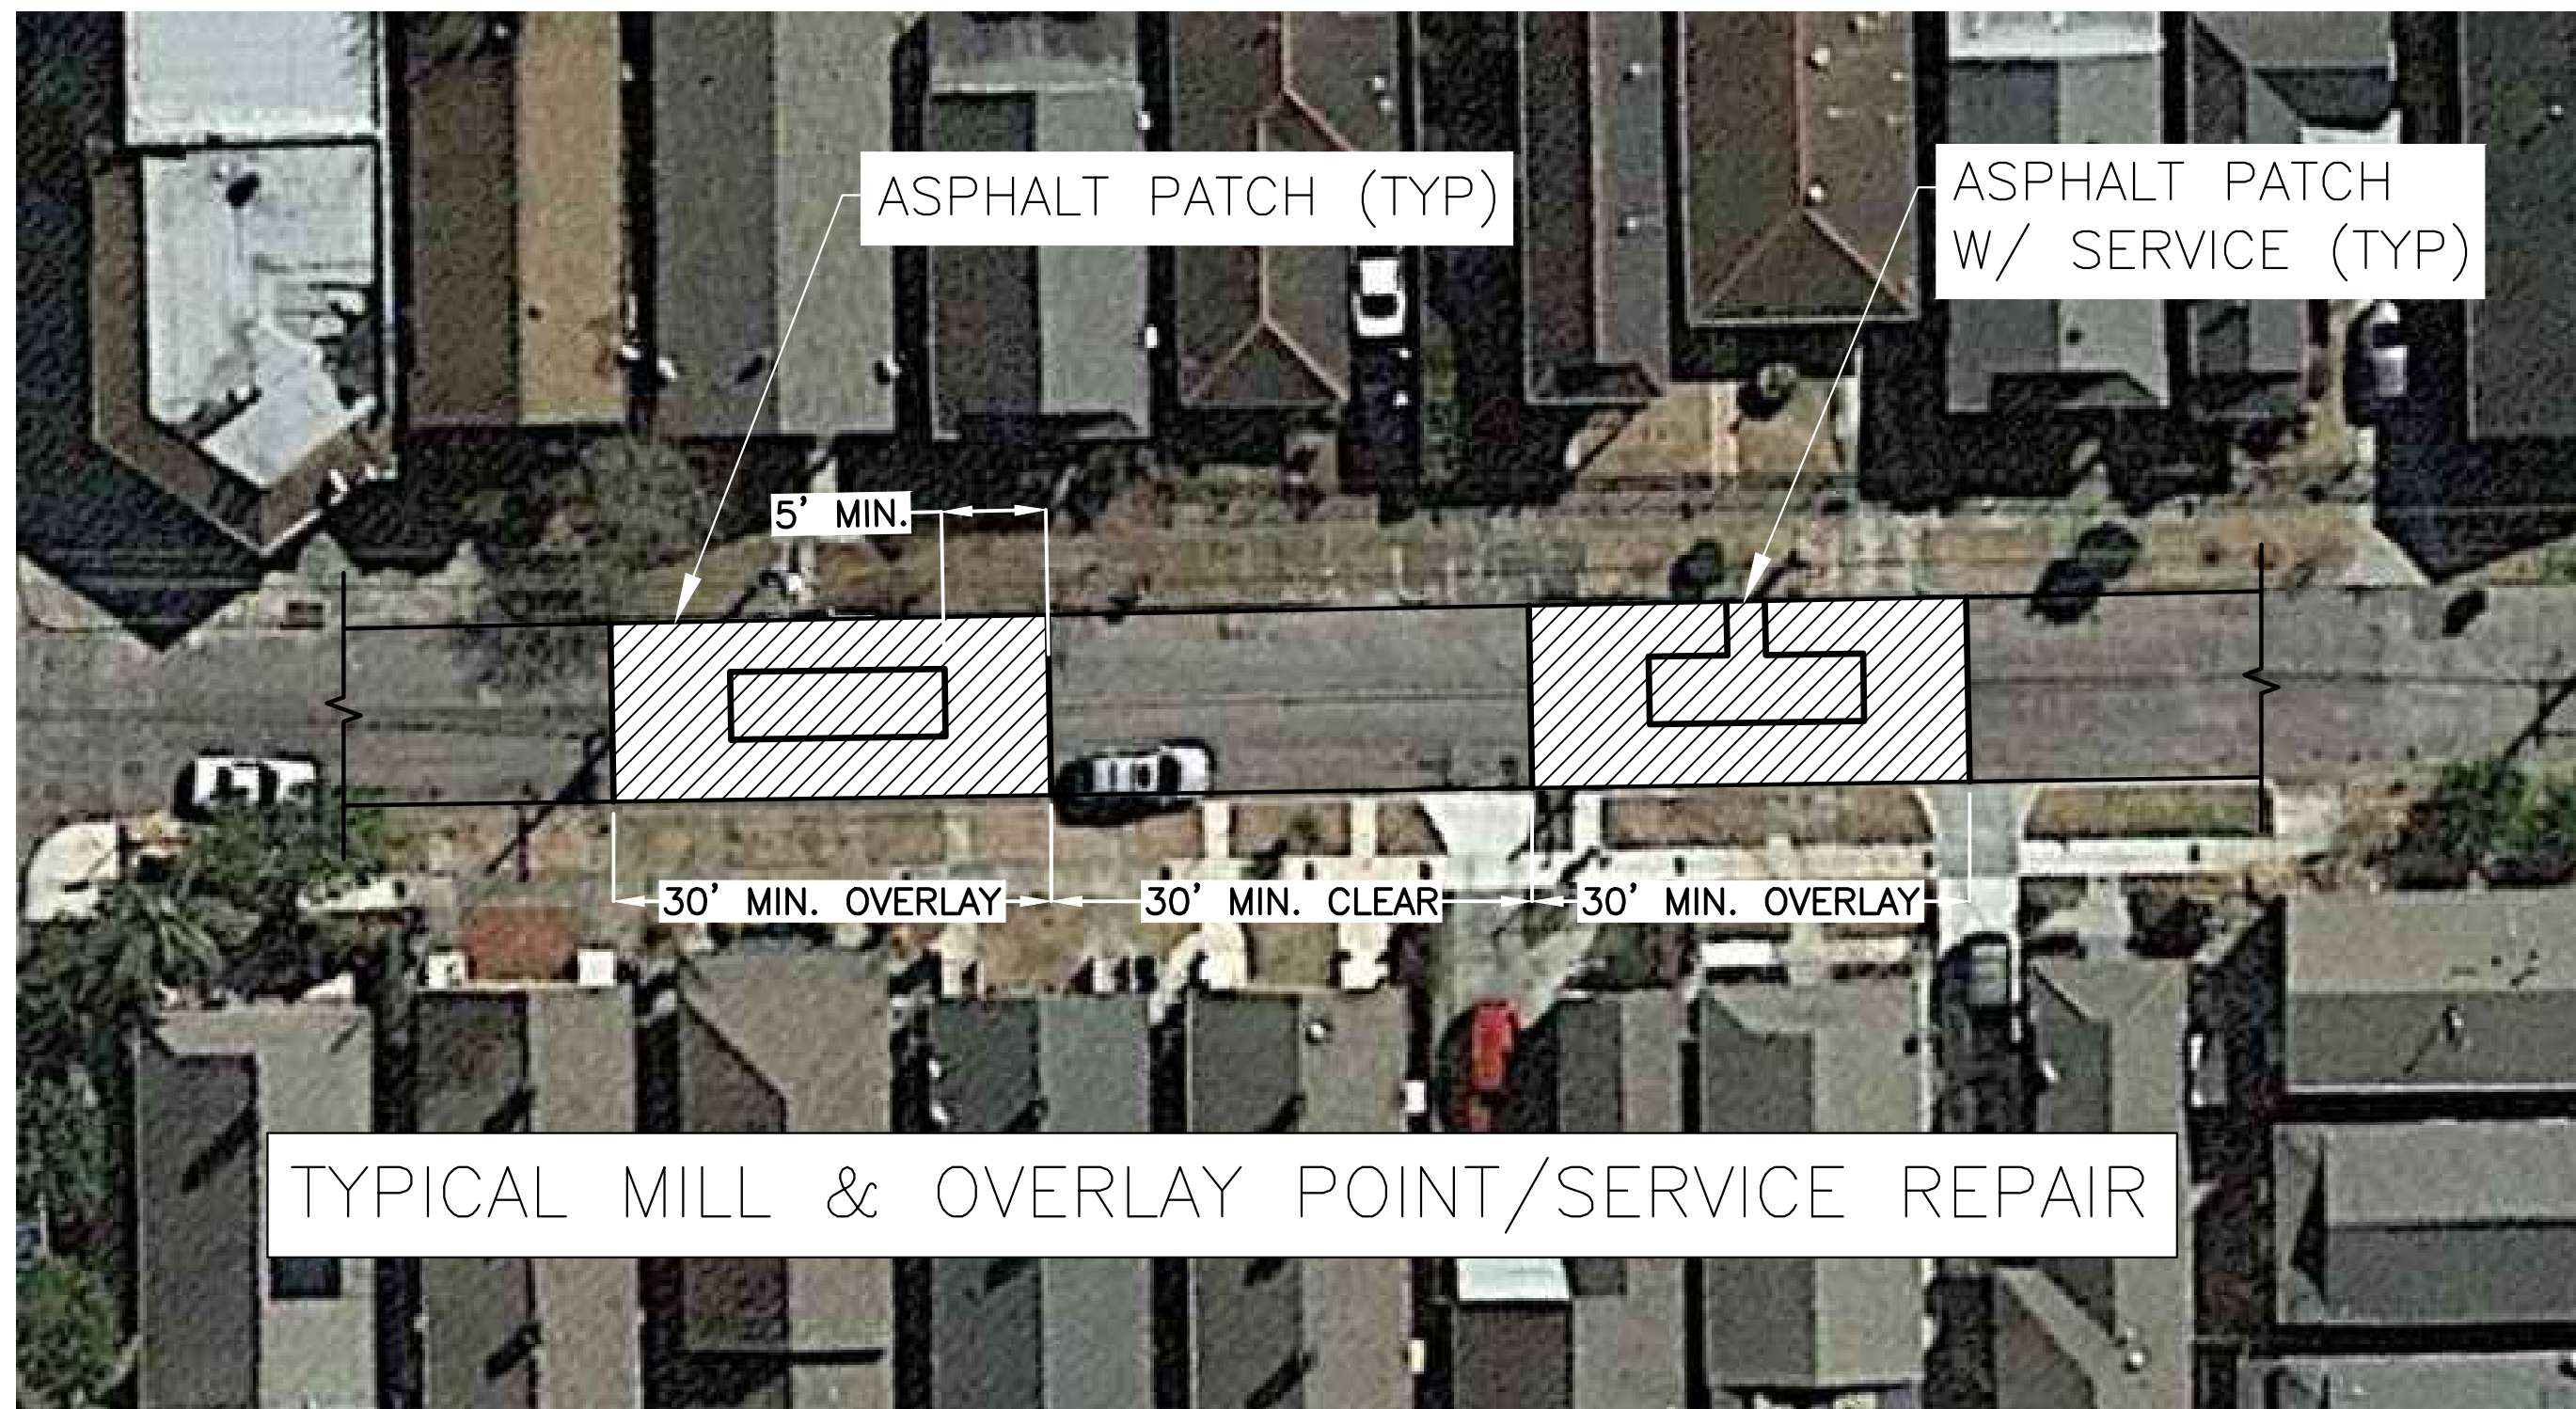 ASPHALT PATCH (TYP)
ASPHALT PATCH
W/ SERVICE (TYP)
5' MIN.
30' MIN. OVERLAY
30' MIN. CLEAR
30' MIN. OVERLAY
TYPICAL MILL & OVERLAY POINT/SERVICE REPAIR